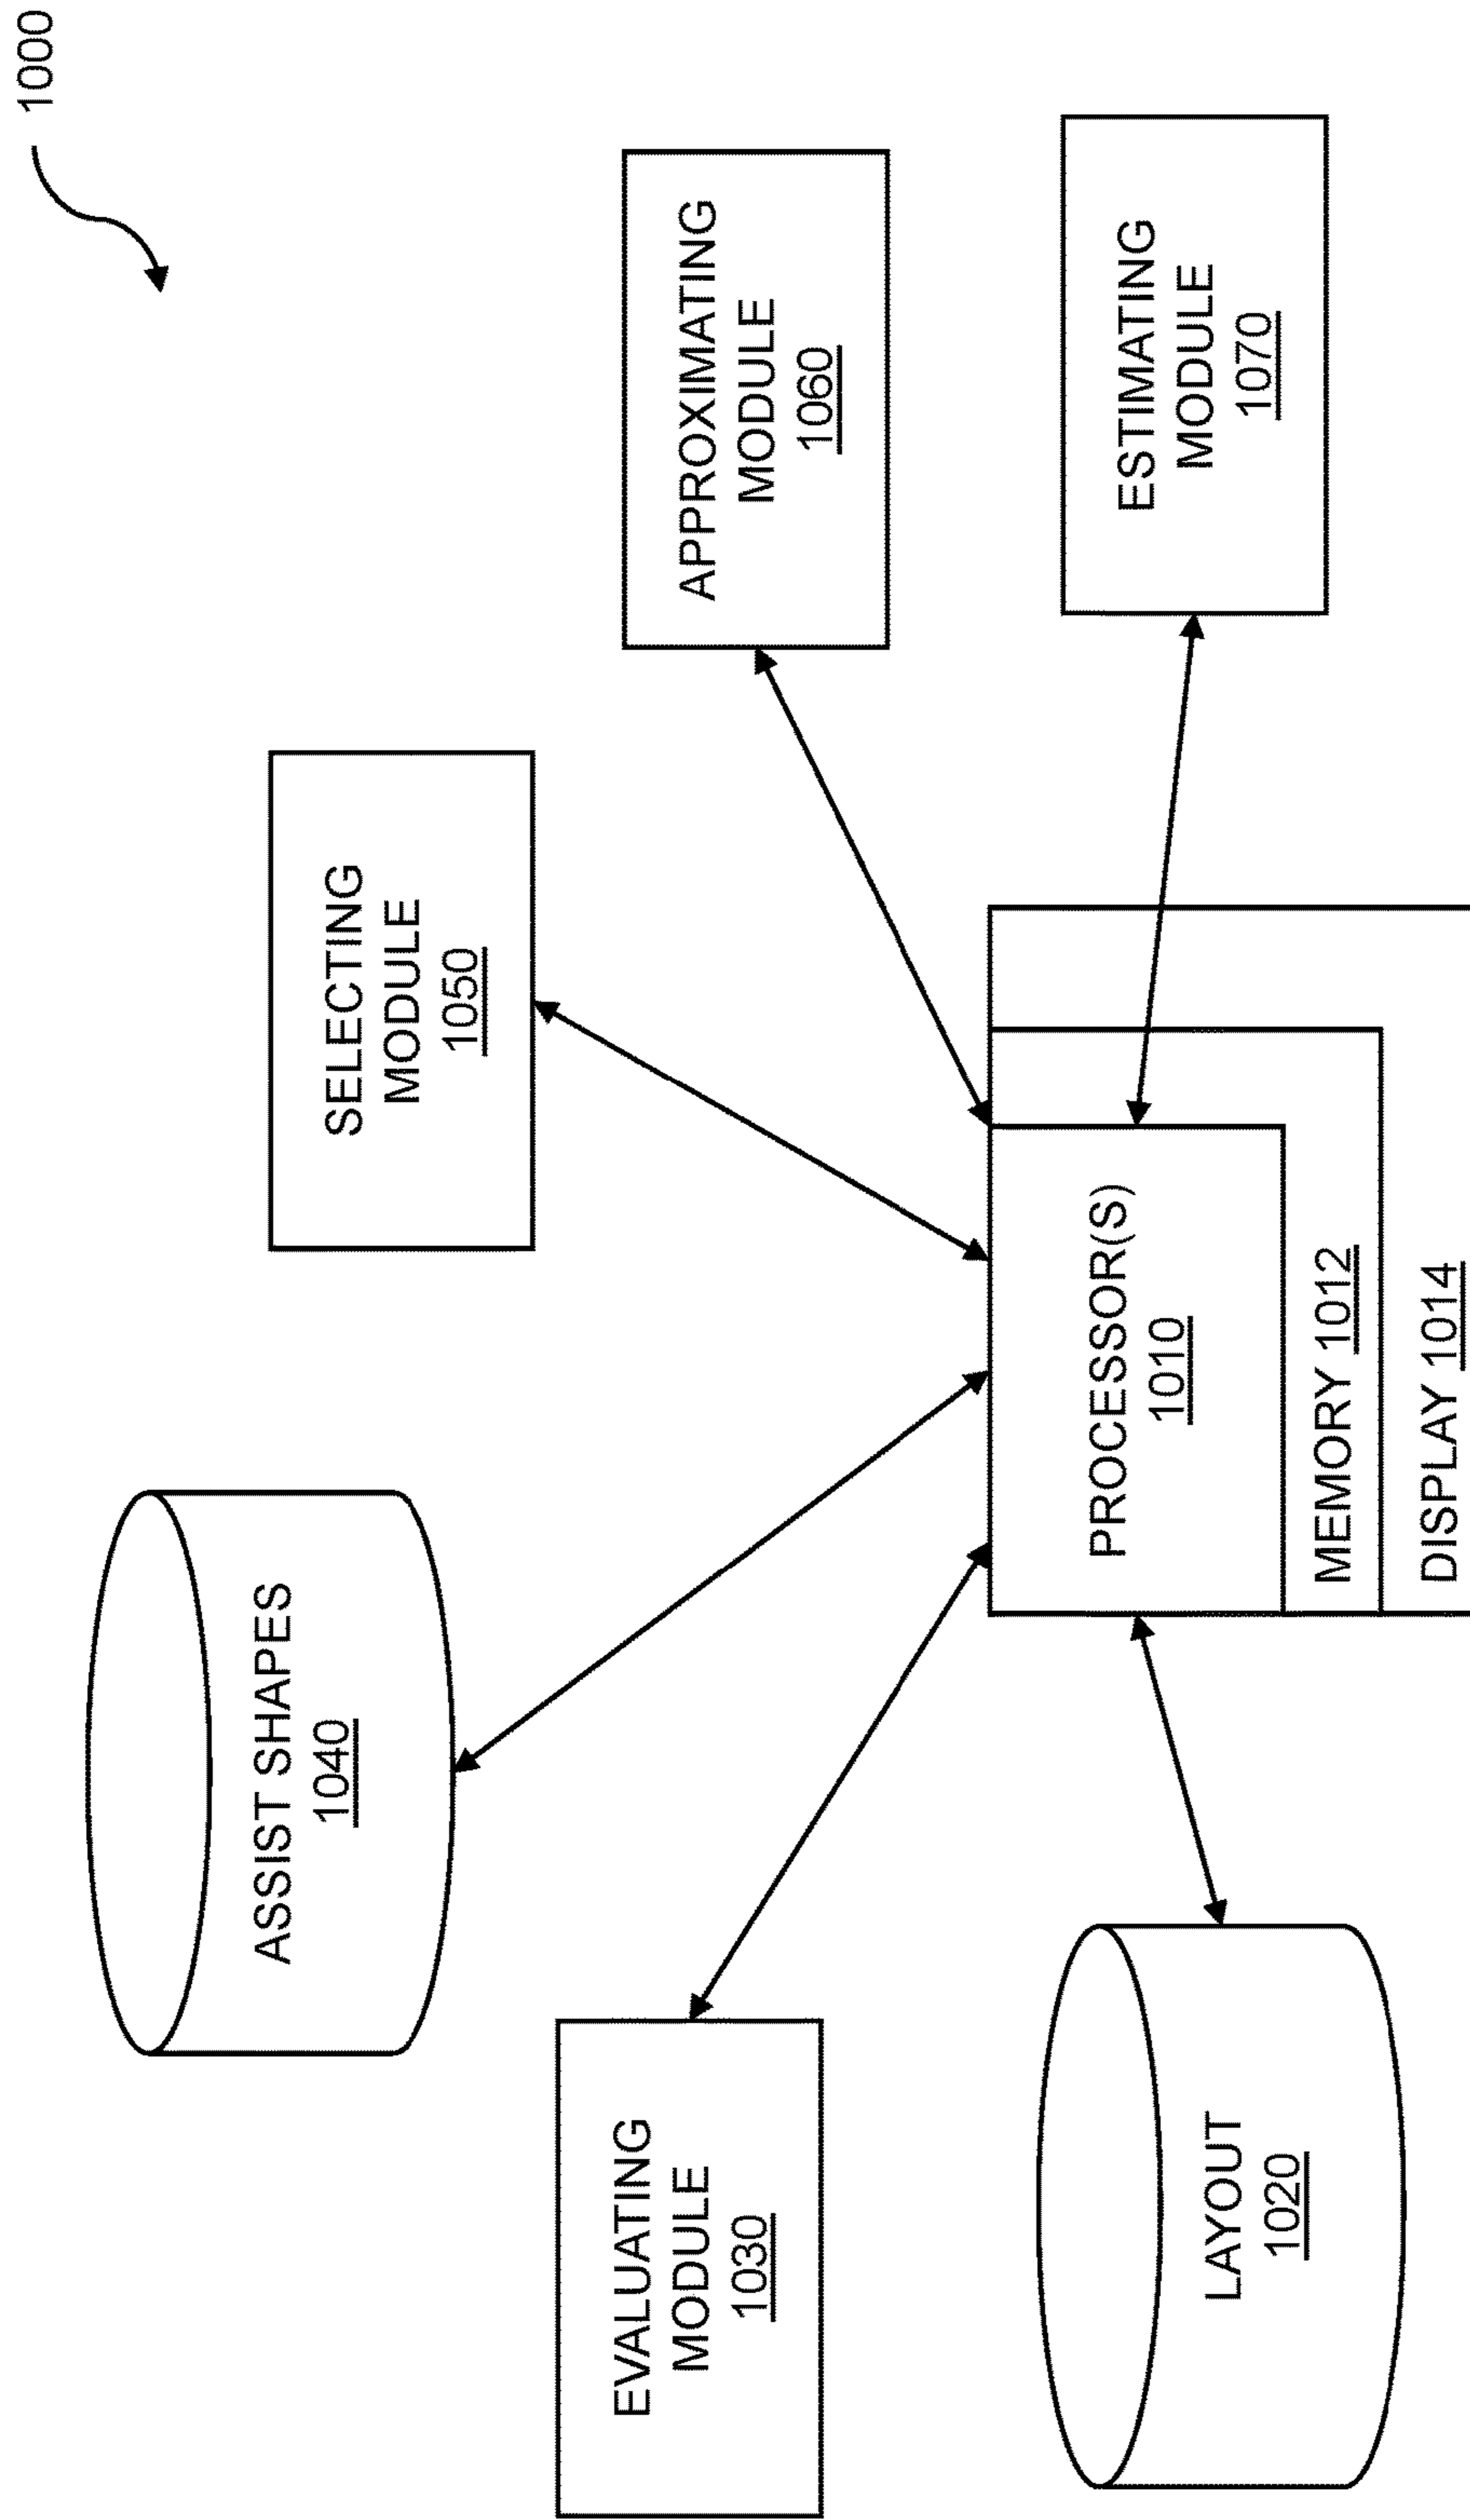 1000
ASSIST SHAPES
1040
SELECTING
MODULE
1050
EVALUATING
MODULE
1030
APPROXIMATING
MODULE
1060
LAYOUT
1020
PROCESSOR(S)
1010
MEMORY 1012
DISPLAY 1014
ESTIMATING
MODULE
1070